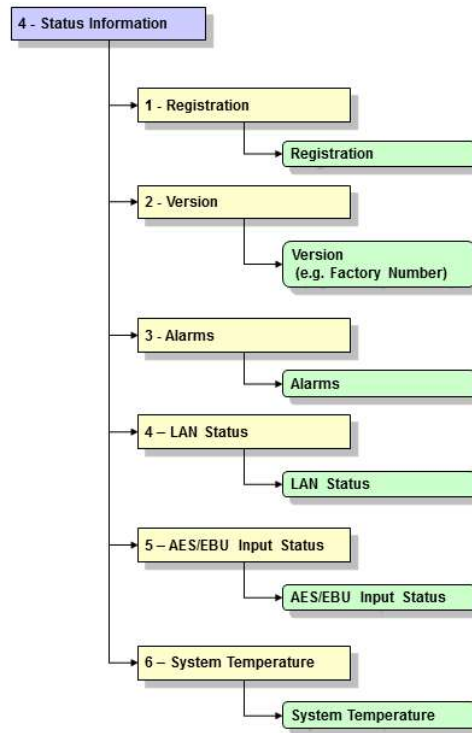 4 - Status Information
1 - Registration
Registration
2 - Version
Version
(e.g. Factory Number)
3 - Alarms
Alarms
4 – LAN Status
LAN Status
5 – AES/EBU Input Status
AES/EBU Input Status
6 – System Temperature
System Temperature